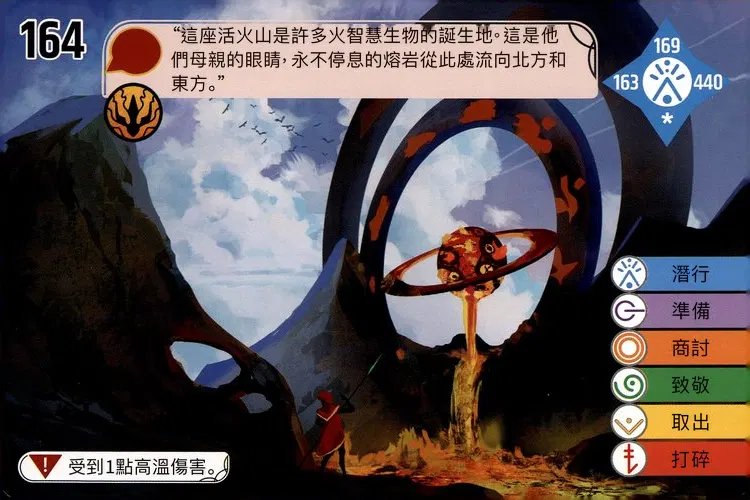 164
“這座活火山是許多火智慧生物的誕生地。這是他
們母親的眼睛，永不停息的熔岩從此處流向北方和
東方。”
169
163
440
*
潛行
準備
商討
致敬
取出
打碎
! 受到1點高溫傷害。